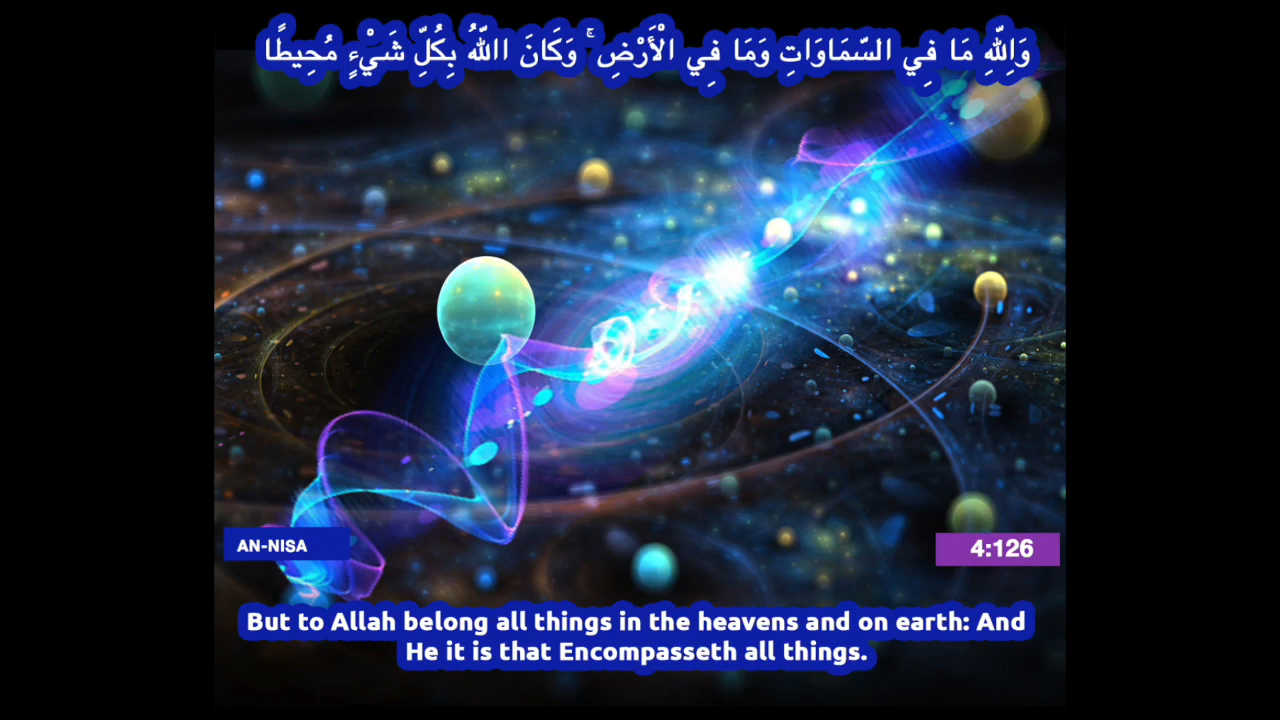 وَلِلّٰهِ مَا فِي السَّمَاوَاتِ وَمَا فِي الْأَرْضِ ۚ وَكَانَ اللّٰهُ بِكُلِّ شَيْءٍ مُحِيطًا
AN-NISA
4:126
But to Allah belong all things in the heavens and on earth: And
He it is that Encompasseth all things.